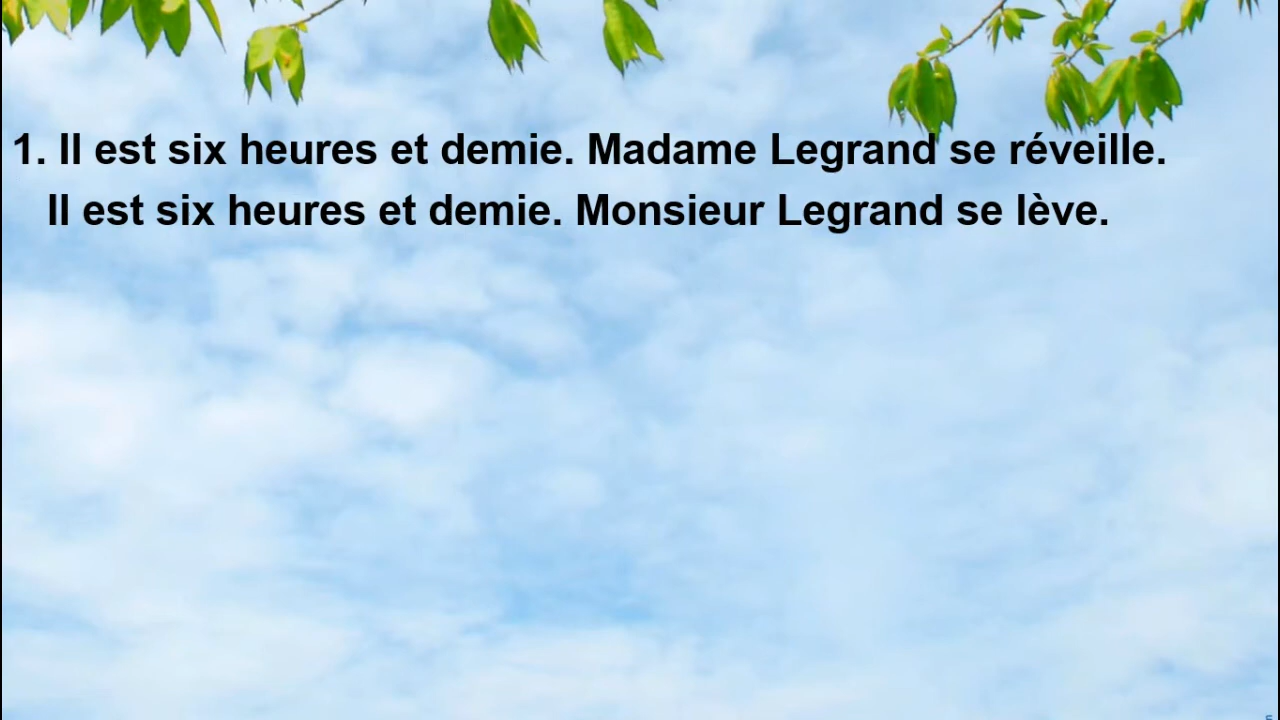 1. Il est six heures et demie. Madame Legrand se réveille.
Il est six heures et demie. Monsieur Legrand se lève.